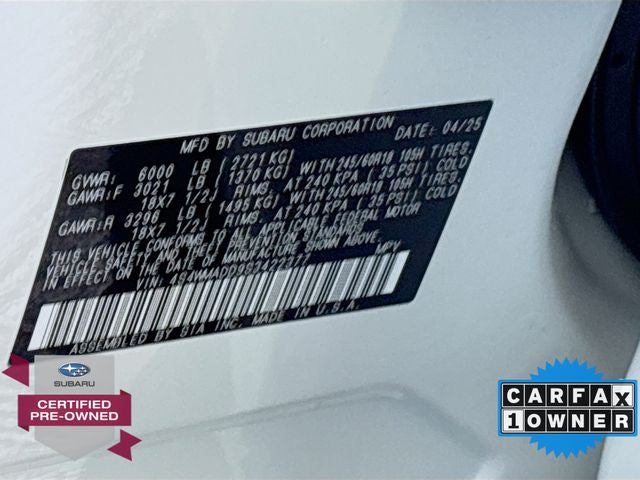 MFD BY SUBARU CORPORATION DATE: 04/25
GVWR: 6000 LB (2721 KG)
GAWR: F 3021 LB (1370 KG) WITH 245/60R18 105H TIRES,
18X7 1/2J RIMS, AT 240 KPA (35 PSI) COLD
GAWR: R 3296 LB (1495 KG) WITH 245/60R18 105H TIRES,
18X7 1/2J RIMS, AT 240 KPA (35 PSI) COLD
THIS VEHICLE CONFORMS TO ALL APPLICABLE FEDERAL MOTOR
VEHICLE SAFETY AND THEFT PREVENTION STANDARDS
IN EFFECT ON THE DATE OF MANUFACTURE SHOWN ABOVE.
VIN: MPV
ASSEMBLED BY SIA INC. MADE IN U.S.A.
SUBARU
CERTIFIED
PRE-OWNED
CARFAX
1 OWNER